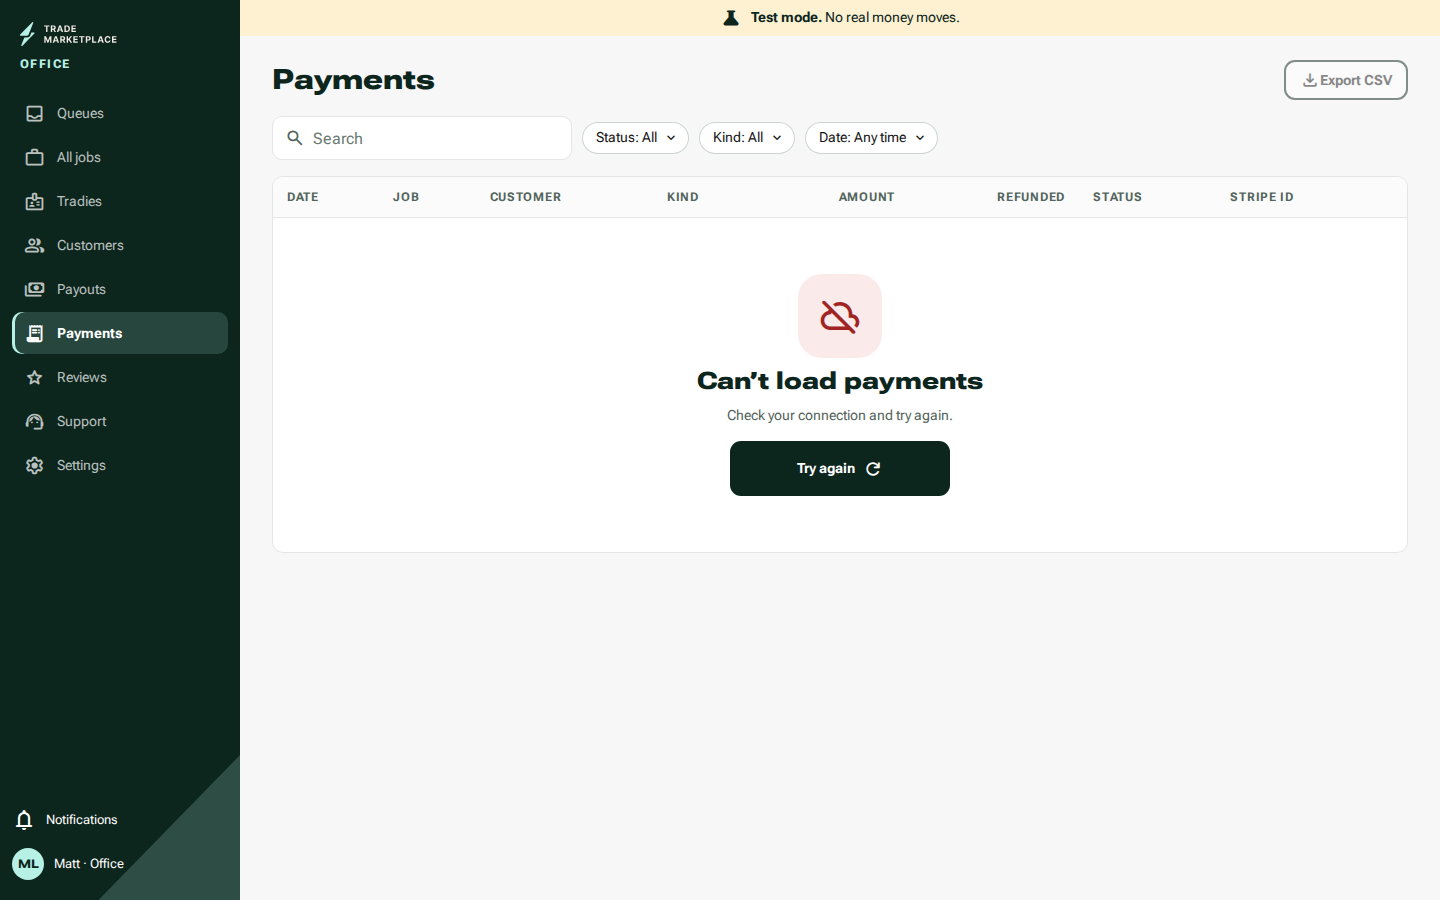 TRADE
MARKETPLACE
OFFICE
Queues
All jobs
Tradies
Customers
Payouts
Payments
Reviews
Support
Settings
Notifications
ML
Matt · Office
Test mode. No real money moves.
Payments
Export CSV
Search
Status: All
Kind: All
Date: Any time
DATE JOB CUSTOMER KIND AMOUNT REFUNDED STATUS STRIPE ID
Can’t load payments
Check your connection and try again.
Try again